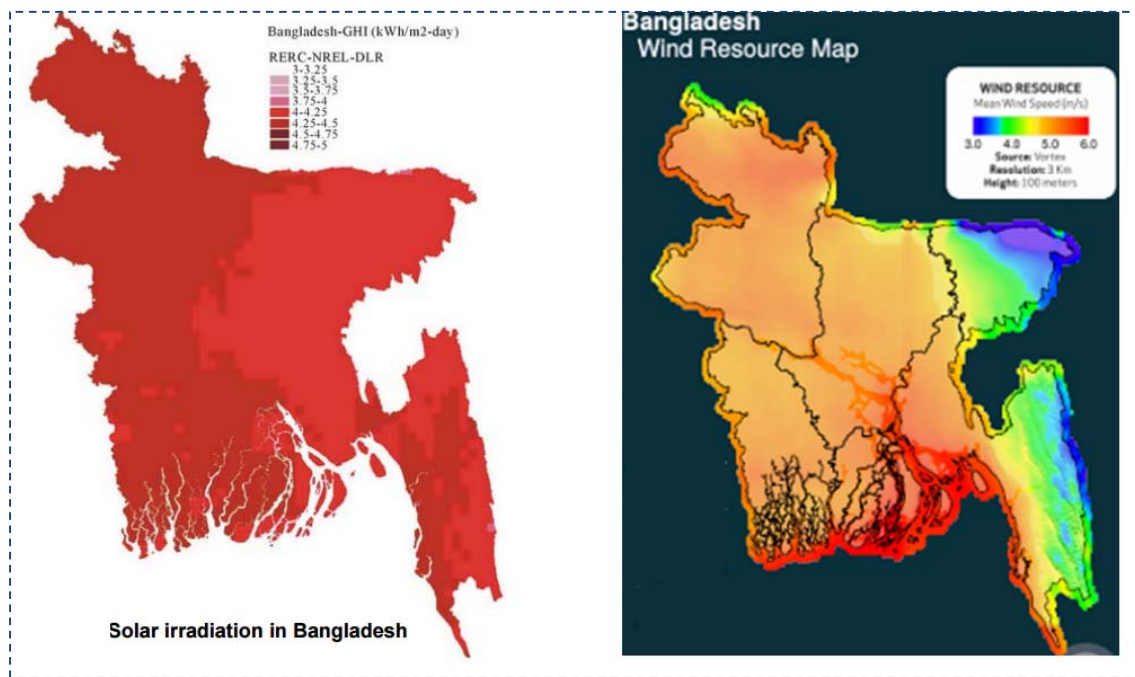 Bangladesh-GHI (kWh/m2-day)
RERC-NREL-DLR
3-3.25
3.25-3.5
3.5-3.75
3.75-4
4-4.25
4.25-4.5
4.5-4.75
4.75-5
Solar irradiation in Bangladesh
Bangladesh
Wind Resource Map
WIND RESOURCE
Mean Wind Speed (m/s)
3.0 4.0 5.0 6.0
Source: Vortex
Resolution: 3 Km
Height: 100 meters